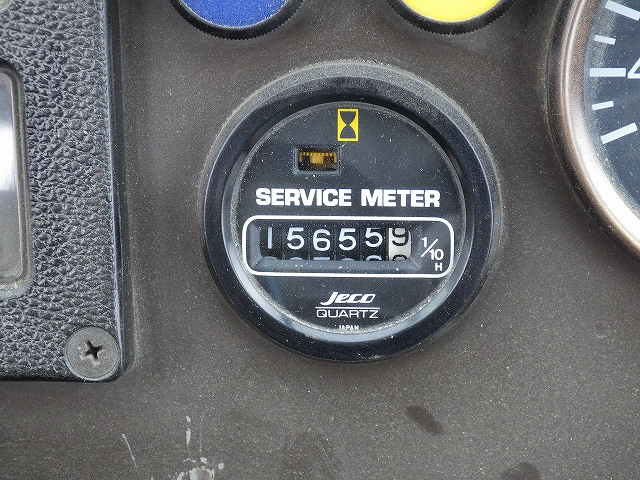 SERVICE METER
156559 1/10 H
Jeco
QUARTZ
JAPAN